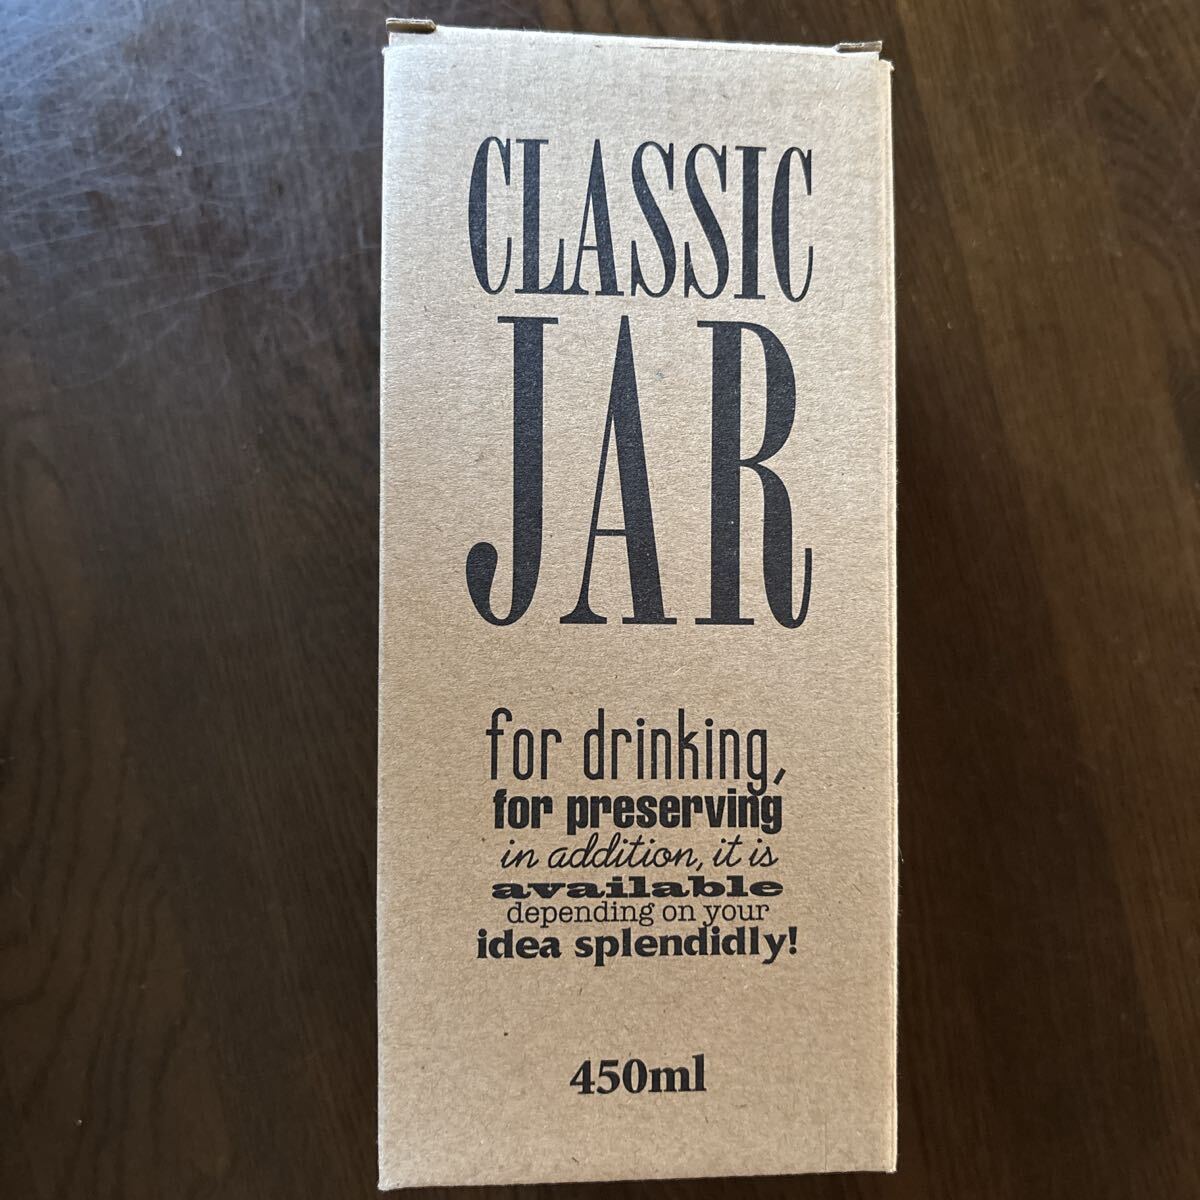 CLASSIC
JAR
for drinking,
for preserving
in addition, it is
available
depending on your
idea splendidly!
450ml